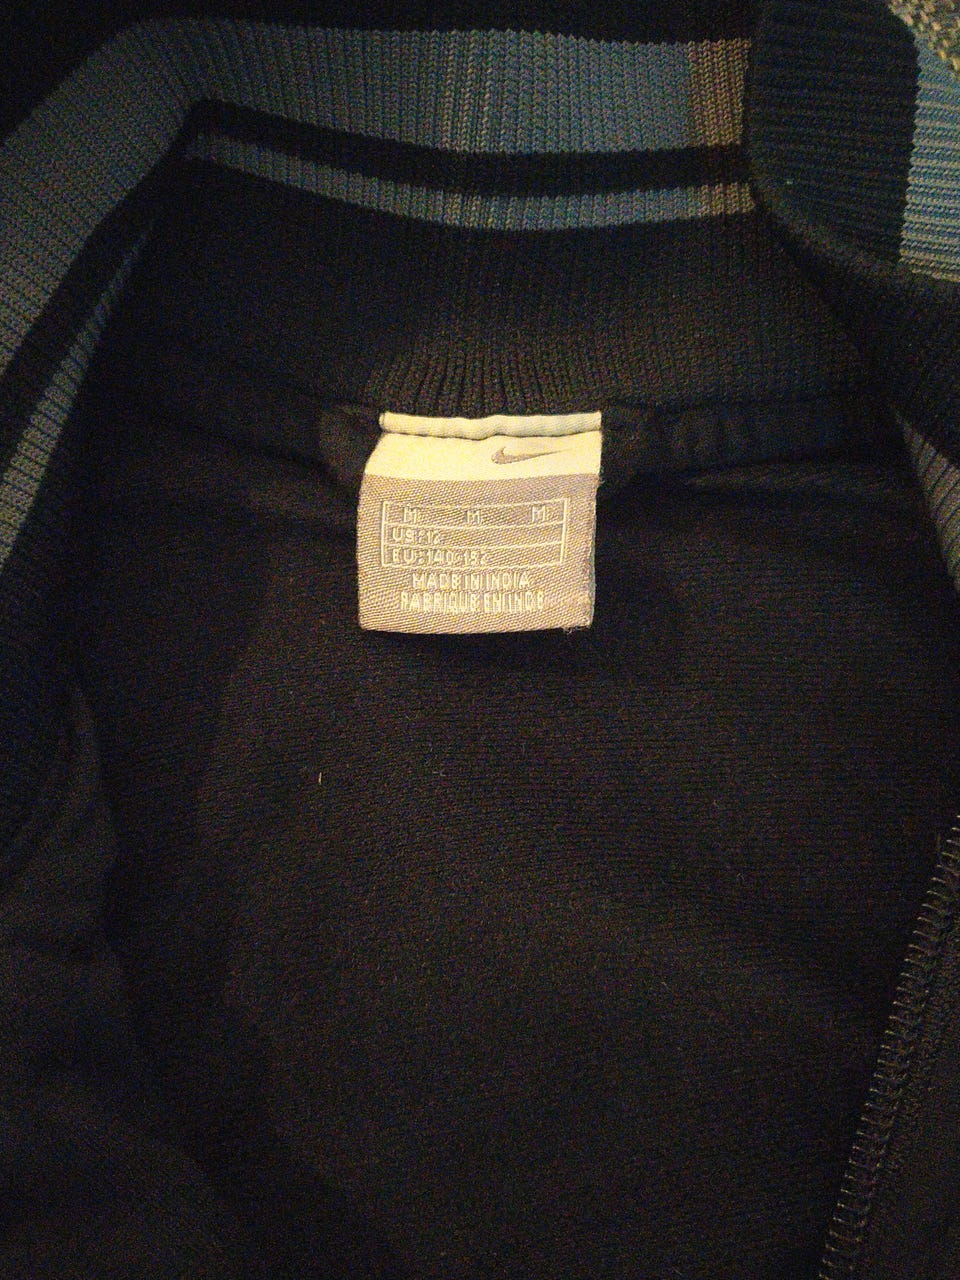 M M M
US:12
EU:140-152
MADE IN INDIA
FABRIQUE EN INDE